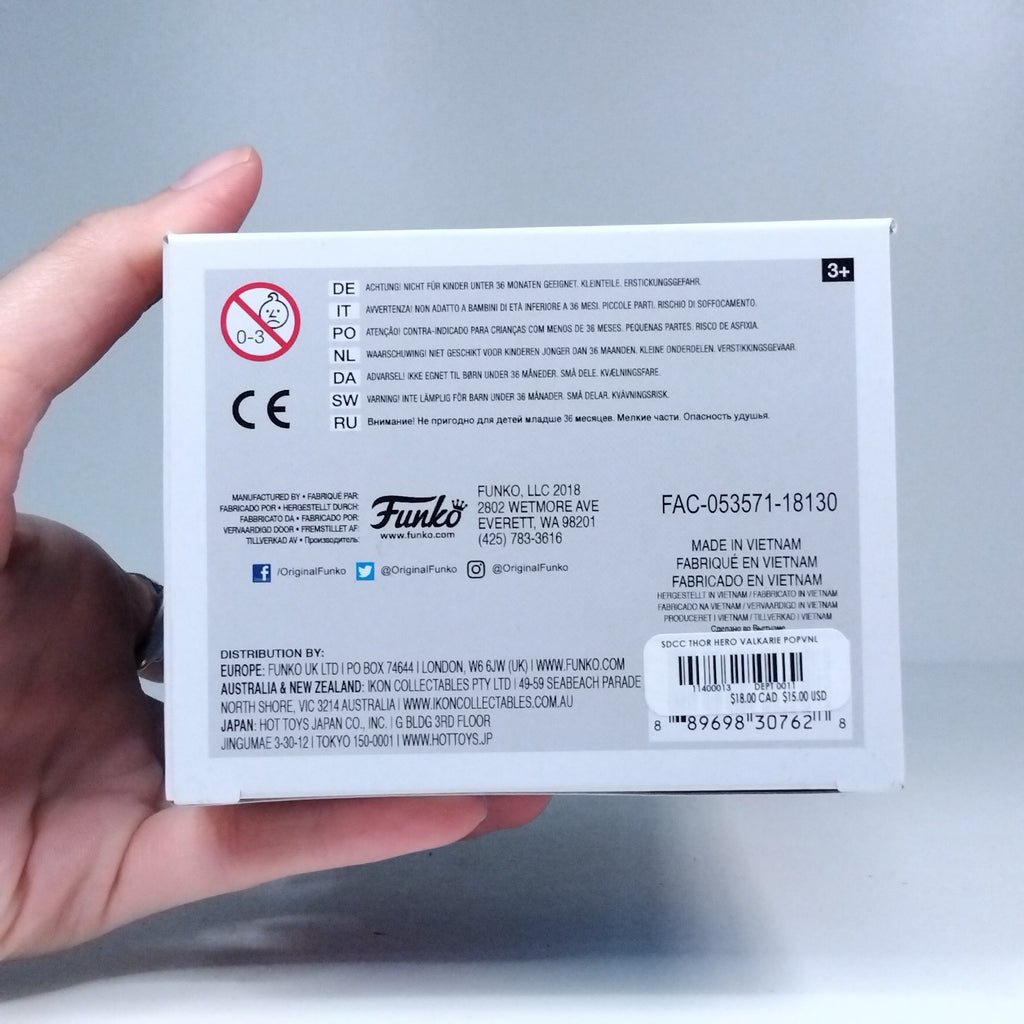 3+
0-3
DE ACHTUNG! NICHT FÜR KINDER UNTER 36 MONATEN GEEIGNET. KLEINTEILE. ERSTICKUNGSGEFAHR.
IT AVVERTENZA! NON ADATTO A BAMBINI DI ETÀ INFERIORE A 36 MESI. PICCOLE PARTI. RISCHIO DI SOFFOCAMENTO.
PO ATENÇÃO! CONTRA-INDICADO PARA CRIANÇAS COM MENOS DE 36 MESES. PEQUENAS PARTES. RISCO DE ASFIXIA.
NL WAARSCHUWING! NIET GESCHIKT VOOR KINDEREN JONGER DAN 36 MAANDEN. KLEINE ONDERDELEN. VERSTIKKINGSGEVAAR.
DA ADVARSEL! IKKE EGNET TIL BØRN UNDER 36 MÅNEDER. SMÅ DELE. KVÆLNINGSFARE.
SW VARNING! INTE LÄMPLIG FÖR BARN UNDER 36 MÅNADER. SMÅ DELAR. KVÄVNINGSRISK.
RU Внимание! Не пригодно для детей младше 36 месяцев. Мелкие части. Опасность удушья.
CE
MANUFACTURED BY • FABRIQUÉ PAR:
FABRICADO POR • HERGESTELLT DURCH:
FABBRICATO DA • FABRICADO POR:
VERVAARDIGD DOOR • FREMSTILLET AF:
TILLVERKAD AV • Производитель:
Funko
www.funko.com
FUNKO, LLC 2018
2802 WETMORE AVE
EVERETT, WA 98201
(425) 783-3616
/OriginalFunko @OriginalFunko @OriginalFunko
FAC-053571-18130
MADE IN VIETNAM
FABRIQUÉ EN VIETNAM
FABRICADO EN VIETNAM
HERGESTELLT IN VIETNAM / FABBRICATO IN VIETNAM
FABRICADO NA VIETNAM / VERVAARDIGD IN VIETNAM
PRODUCERET I VIETNAM / TILLVERKAD I VIETNAM
Сделано во Вьетнаме
DISTRIBUTION BY:
EUROPE: FUNKO UK LTD | PO BOX 74644 | LONDON, W6 6JW (UK) | WWW.FUNKO.COM
AUSTRALIA & NEW ZEALAND: IKON COLLECTABLES PTY LTD | 49-59 SEABEACH PARADE
NORTH SHORE, VIC 3214 AUSTRALIA | WWW.IKONCOLLECTABLES.COM.AU
JAPAN: HOT TOYS JAPAN CO., INC. | G BLDG 3RD FLOOR
JINGUMAE 3-30-12 | TOKYO 150-0001 | WWW.HOTTOYS.JP
SDCC THOR HERO VALKARIE POPVNL
11400013 DEPT 0011
$18.00 CAD $15.00 USD
8 89698 30762 8